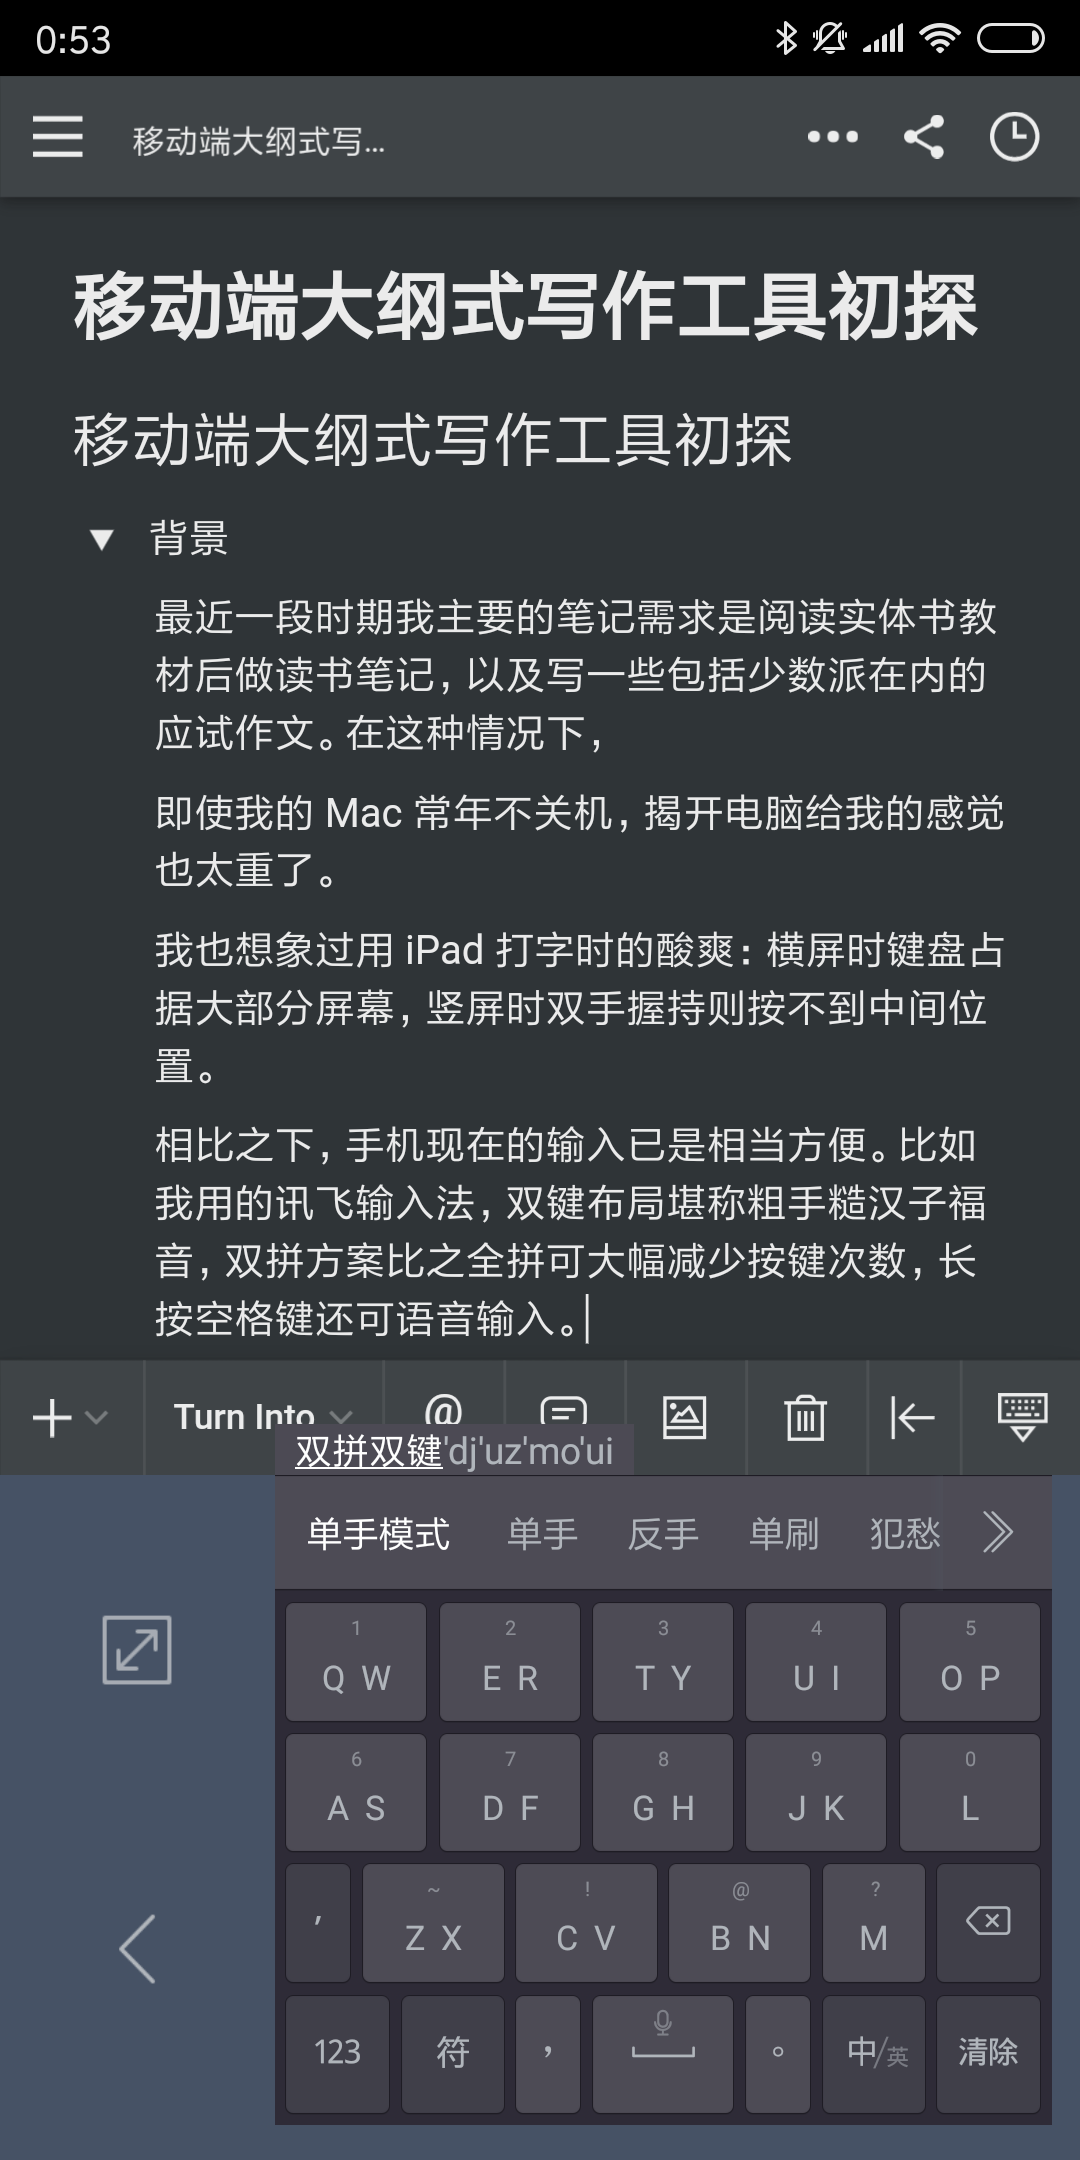 0:53
移动端大纲式写...
移动端大纲式写作工具初探
移动端大纲式写作工具初探
背景
最近一段时期我主要的笔记需求是阅读实体书教
材后做读书笔记，以及写一些包括少数派在内的
应试作文。在这种情况下，
即使我的 Mac 常年不关机，揭开电脑给我的感觉
也太重了。
我也想象过用 iPad 打字时的酸爽：横屏时键盘占
据大部分屏幕，竖屏时双手握持则按不到中间位
置。
相比之下，手机现在的输入已是相当方便。比如
我用的讯飞输入法，双键布局堪称粗手糙汉子福
音，双拼方案比之全拼可大幅减少按键次数，长
按空格键还可语音输入。
Turn Into @
双拼双键'dj'uz'mo'ui
单手模式 单手 反手 单刷 犯愁
1 2 3 4 5
Q W E R T Y U I O P
6 7 8 9 0
A S D F G H J K L
~ ! @ ?
’ Z X C V B N M
123 符 ， 。 中/英 清除